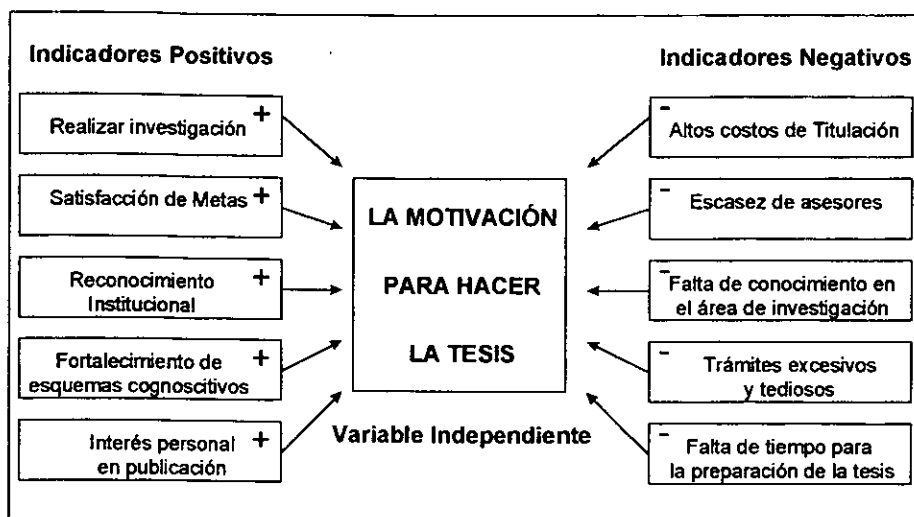 Indicadores Positivos
Realizar investigación +
Satisfacción de Metas +
Reconocimiento +
Institucional
Fortalecimiento de +
esquemas cognoscitivos
Interés personal +
en publicación
LA MOTIVACIÓN
PARA HACER
LA TESIS
Variable Independiente
Indicadores Negativos
- Altos costos de Titulación
- Escasez de asesores
- Falta de conocimiento en
el área de investigación
- Trámites excesivos
y tediosos
- Falta de tiempo para
la preparación de la tesis